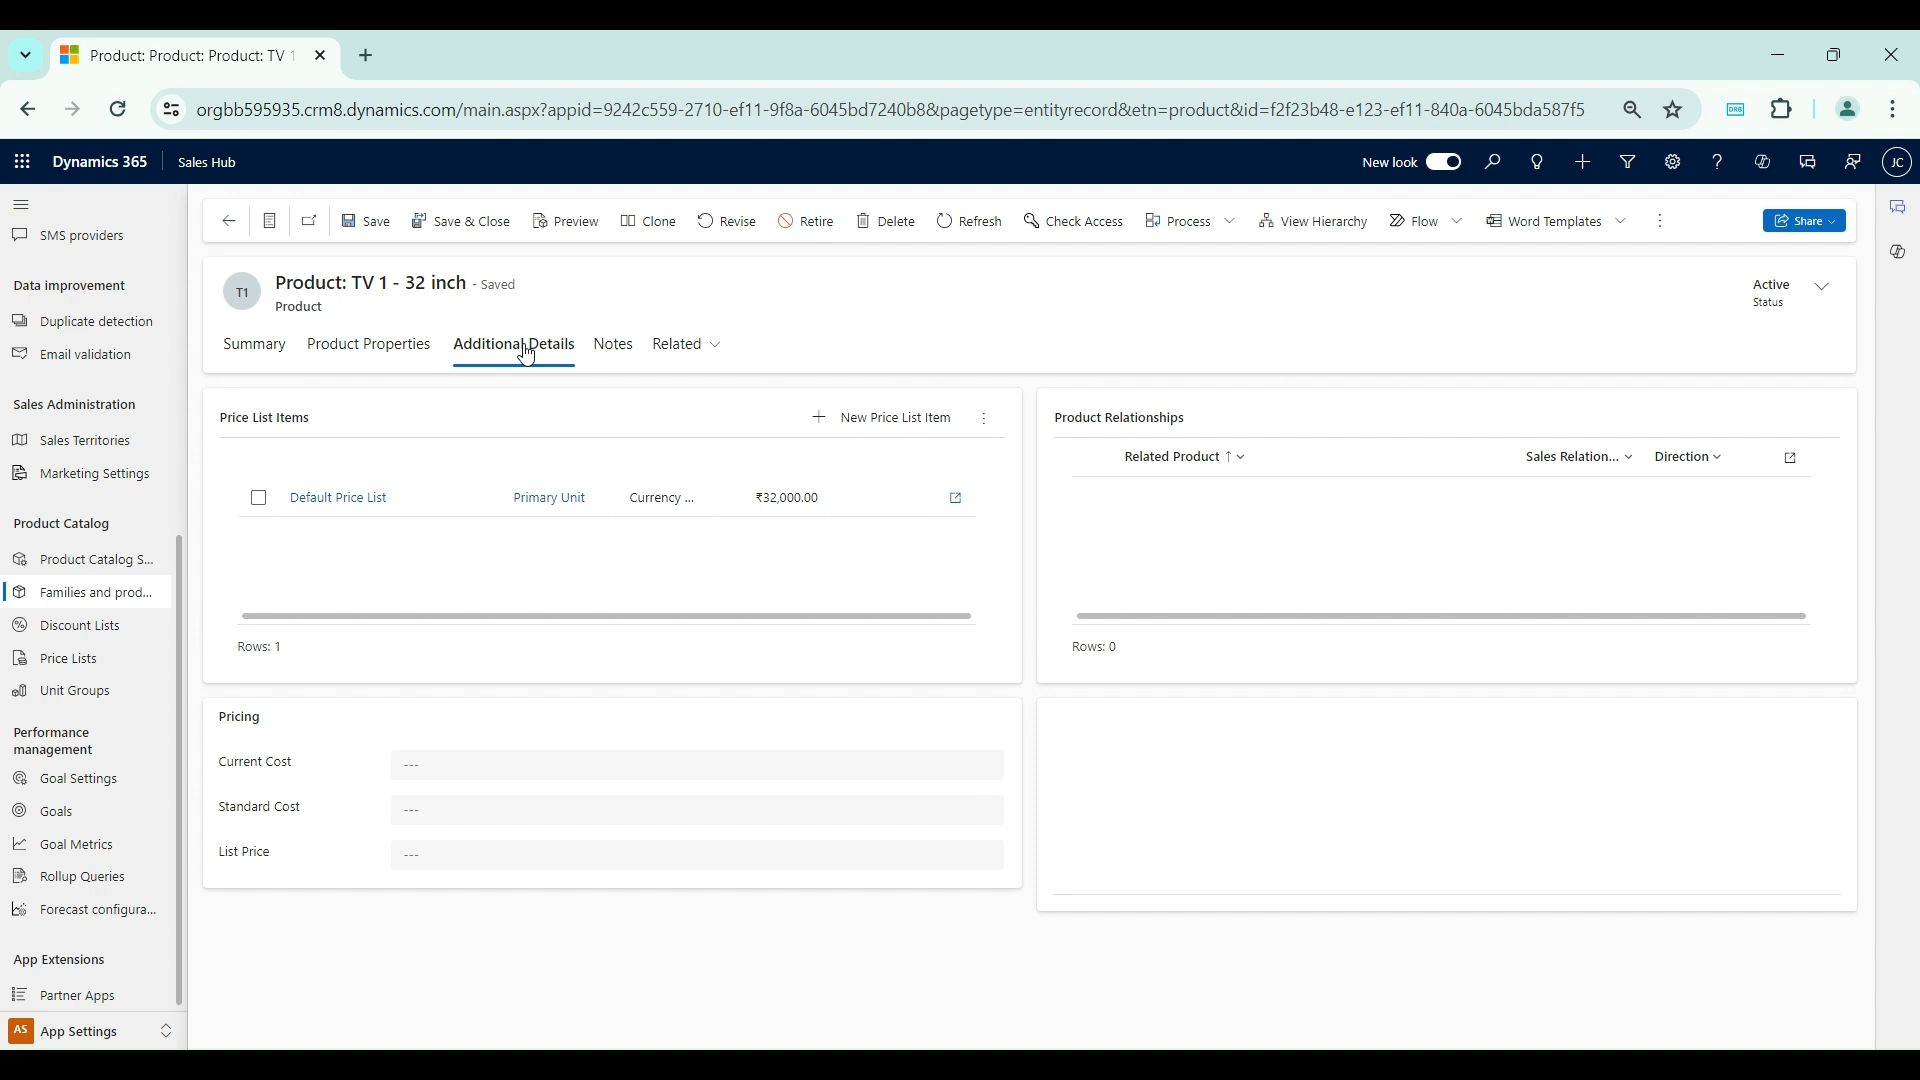 Product: Product: Product: TV 1
orgbb595935.crm8.dynamics.com/main.aspx?appid=9242c559-2710-ef11-9f8a-6045bd7240b8&pagetype=entityrecord&etn=product&id=f2f23b48-e123-ef11-840a-6045bda587f5
DRB
Dynamics 365 Sales Hub New look JC
SMS providers
Data improvement
Duplicate detection
Email validation
Sales Administration
Sales Territories
Marketing Settings
Product Catalog
Product Catalog S...
Families and prod...
Discount Lists
Price Lists
Unit Groups
Performance
management
Goal Settings
Goals
Goal Metrics
Rollup Queries
Forecast configura...
App Extensions
Partner Apps
AS App Settings
Save Save & Close Preview Clone Revise Retire Delete Refresh Check Access Process View Hierarchy Flow Word Templates Share
T1
Product: TV 1 - 32 inch - Saved
Product
Active
Status
Summary Product Properties Additional Details Notes Related
Price List Items New Price List Item
Default Price List Primary Unit Currency ... ₹32,000.00
Rows: 1
Product Relationships
Related Product ↑ Sales Relation... Direction
Rows: 0
Pricing
Current Cost ---
Standard Cost ---
List Price ---